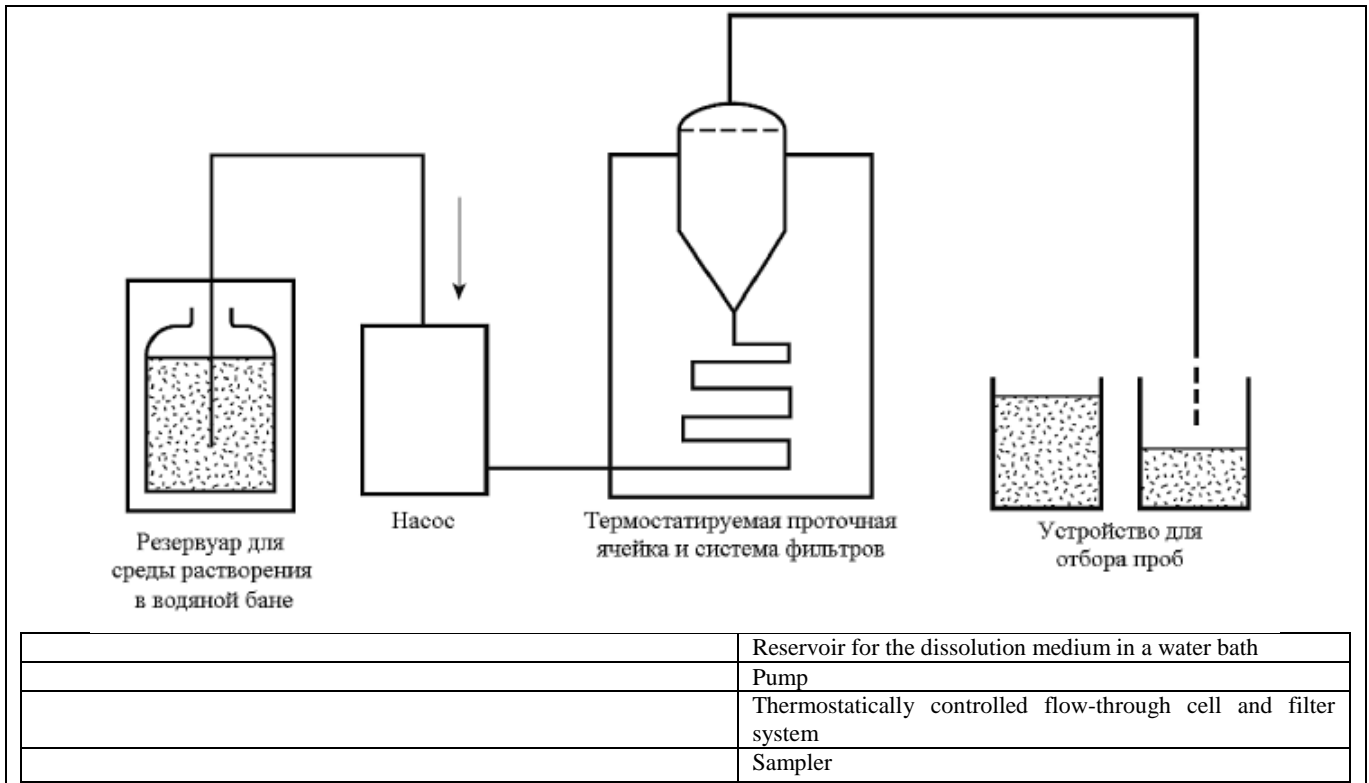 Резервуар для
среды растворения
в водяной бане
Насос
Термостатируемая проточная
ячейка и система фильтров
Устройство для
отбора проб
Reservoir for the dissolution medium in a water bath
Pump
Thermostatically controlled flow-through cell and filter
system
Sampler